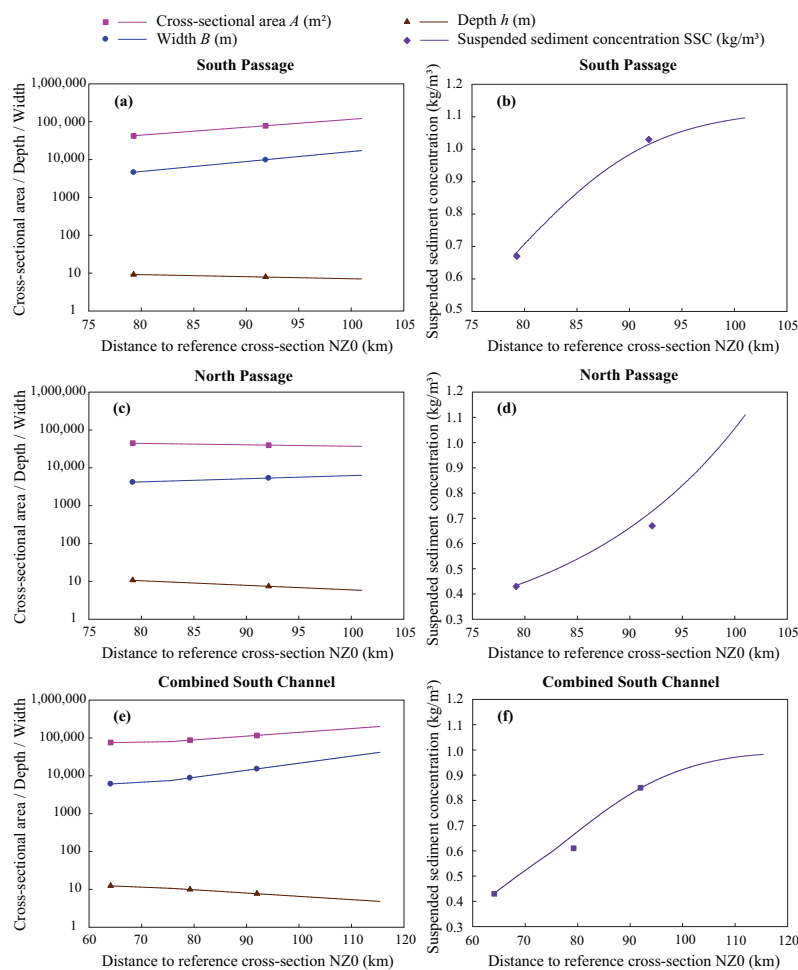 Cross-sectional area A (m²)
Depth h (m)
Width B (m)
Suspended sediment concentration SSC (kg/m³)
South Passage
(a)
Cross-sectional area / Depth / Width
1,000,000
100,000
10,000
1000
100
10
1
75 80 85 90 95 100 105
Distance to reference cross-section NZ0 (km)
South Passage
(b)
Suspended sediment concentration (kg/m³)
1.2
1.1
1.0
0.9
0.8
0.7
0.6
0.5
75 80 85 90 95 100 105
Distance to reference cross-section NZ0 (km)
North Passage
(c)
Cross-sectional area / Depth / Width
1,000,000
100,000
10,000
1000
100
10
1
75 80 85 90 95 100 105
Distance to reference cross-section NZ0 (km)
North Passage
(d)
Suspended sediment concentration (kg/m³)
1.2
1.1
1.0
0.9
0.8
0.7
0.6
0.5
0.4
0.3
75 80 85 90 95 100 105
Distance to reference cross-section NZ0 (km)
Combined South Channel
(e)
Cross-sectional area / Depth / Width
1,000,000
100,000
10,000
1000
100
10
1
60 70 80 90 100 110 120
Distance to reference cross-section NZ0 (km)
Combined South Channel
(f)
Suspended sediment concentration (kg/m³)
1.2
1.1
1.0
0.9
0.8
0.7
0.6
0.5
0.4
0.3
60 70 80 90 100 110 120
Distance to reference cross-section NZ0 (km)